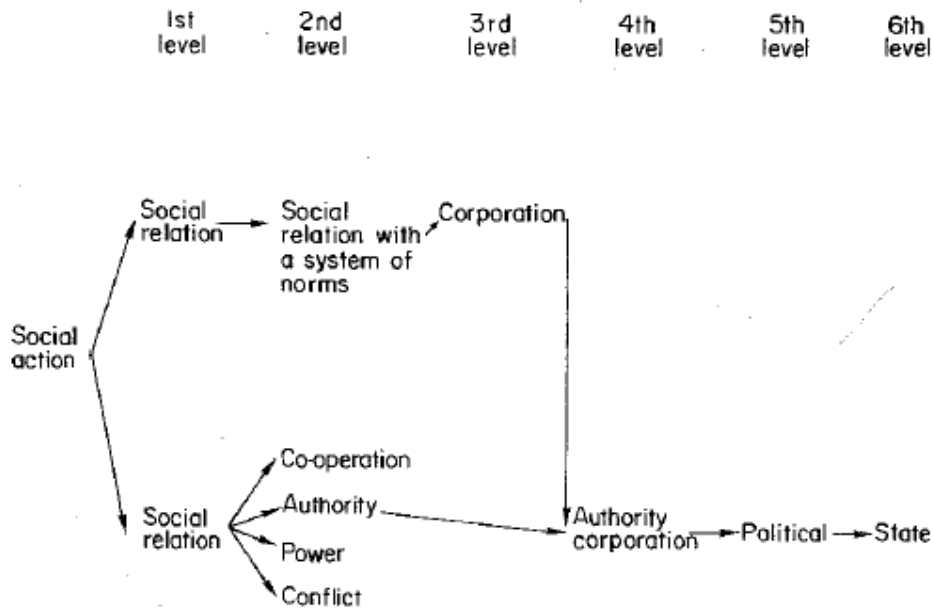 1st
level
2nd
level
3rd
level
4th
level
5th
level
6th
level
Social
relation
Social
relation with
a system of
norms
Corporation
Social
action
Co-operation
Authority
Social
relation
Power
Conflict
Authority
corporation
Political
State